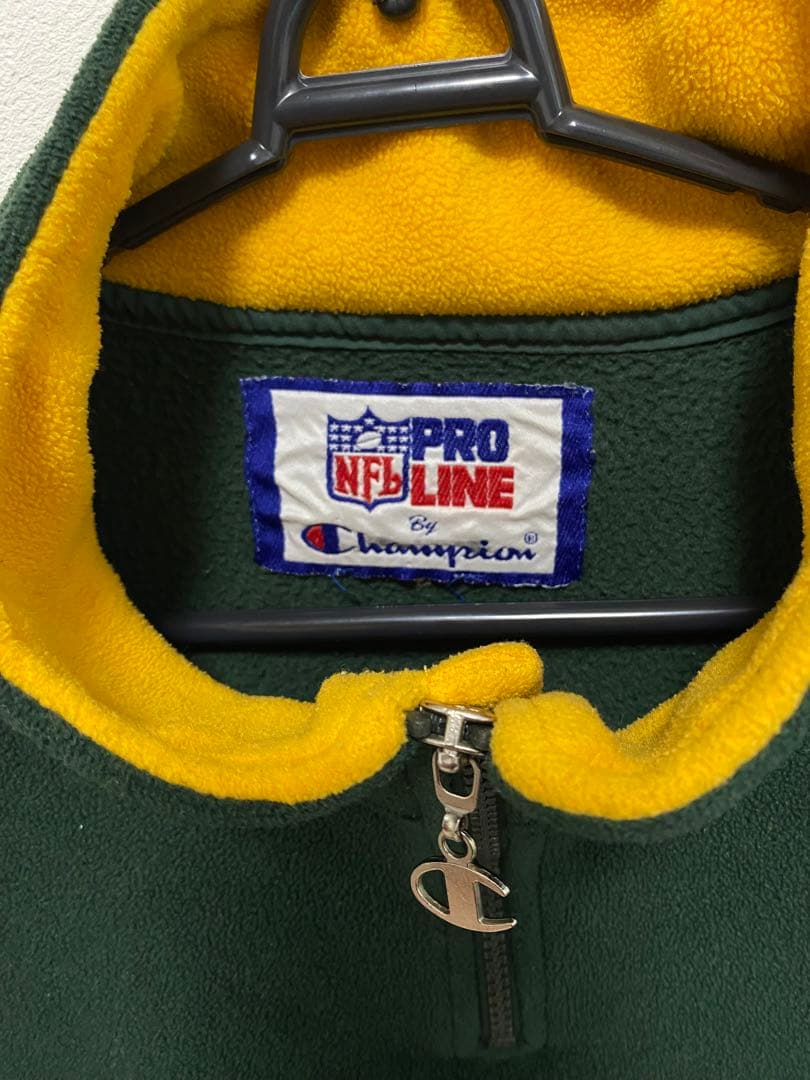 NFL PRO
LINE
By
Champion®